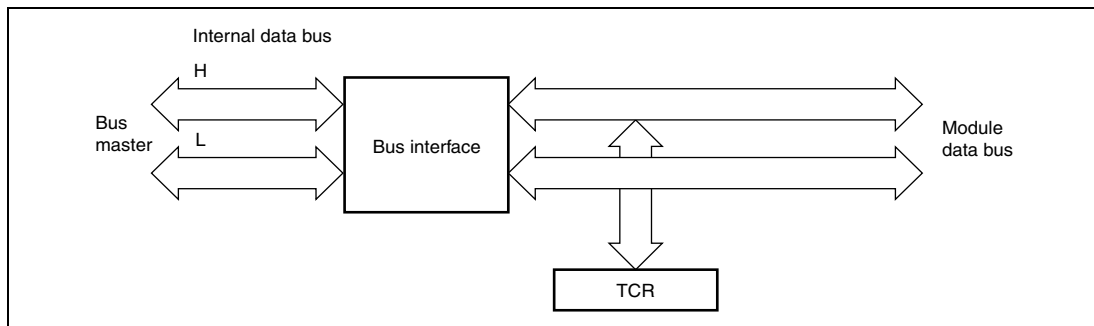 Internal data bus
H
Bus
master
L
Bus interface
Module
data bus
TCR